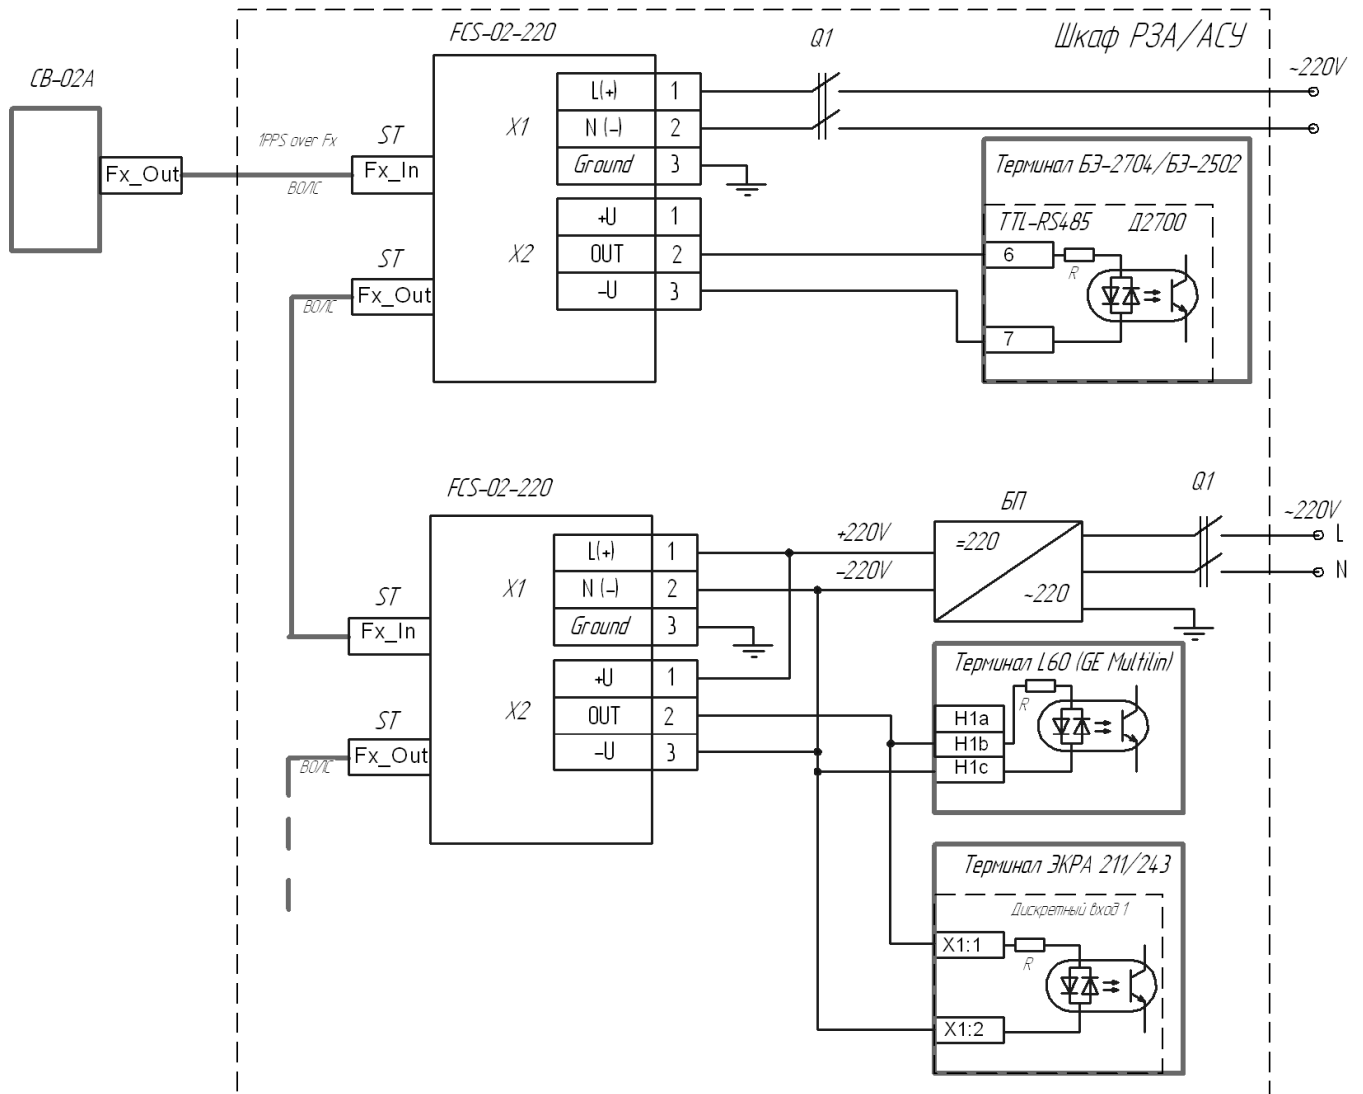 FCS-02-220
Q1
Шкаф РЗА/АСУ
СВ-02А
~220V
Fx_Out
1PPS over Fx
ВОЛС
ST
Fx_In
X1
L(+) 1
N (-) 2
Ground 3
X2
+U 1
OUT 2
-U 3
ST
Fx_Out
ВОЛС
Терминал БЭ-2704/БЭ-2502
TTL-RS485 Д2700
6
R
7
FCS-02-220
Q1
~220V
L
N
БП
=220
~220
+220V
-220V
X1
L(+) 1
N (-) 2
Ground 3
ST
Fx_In
X2
+U 1
OUT 2
-U 3
ST
Fx_Out
ВОЛС
Терминал L60 (GE Multilin)
R
H1a
H1b
H1c
Терминал ЭКРА 211/243
Дискретный вход 1
X1:1
R
X1:2